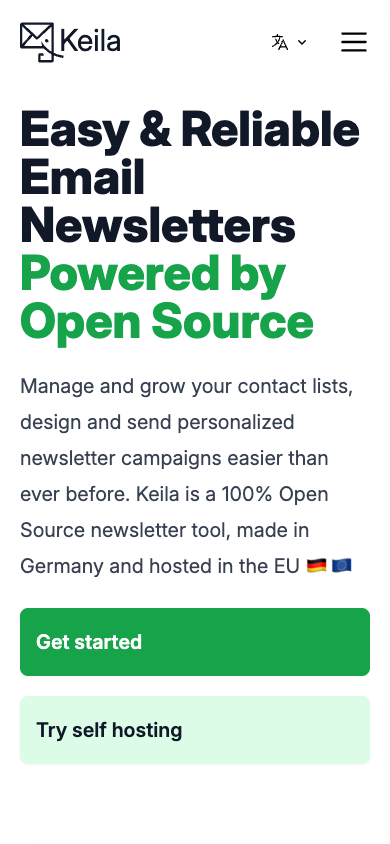 Keila
Easy & Reliable
Email
Newsletters
Powered by
Open Source
Manage and grow your contact lists,
design and send personalized
newsletter campaigns easier than
ever before. Keila is a 100% Open
Source newsletter tool, made in
Germany and hosted in the EU 🇩🇪 🇪🇺
Get started
Try self hosting